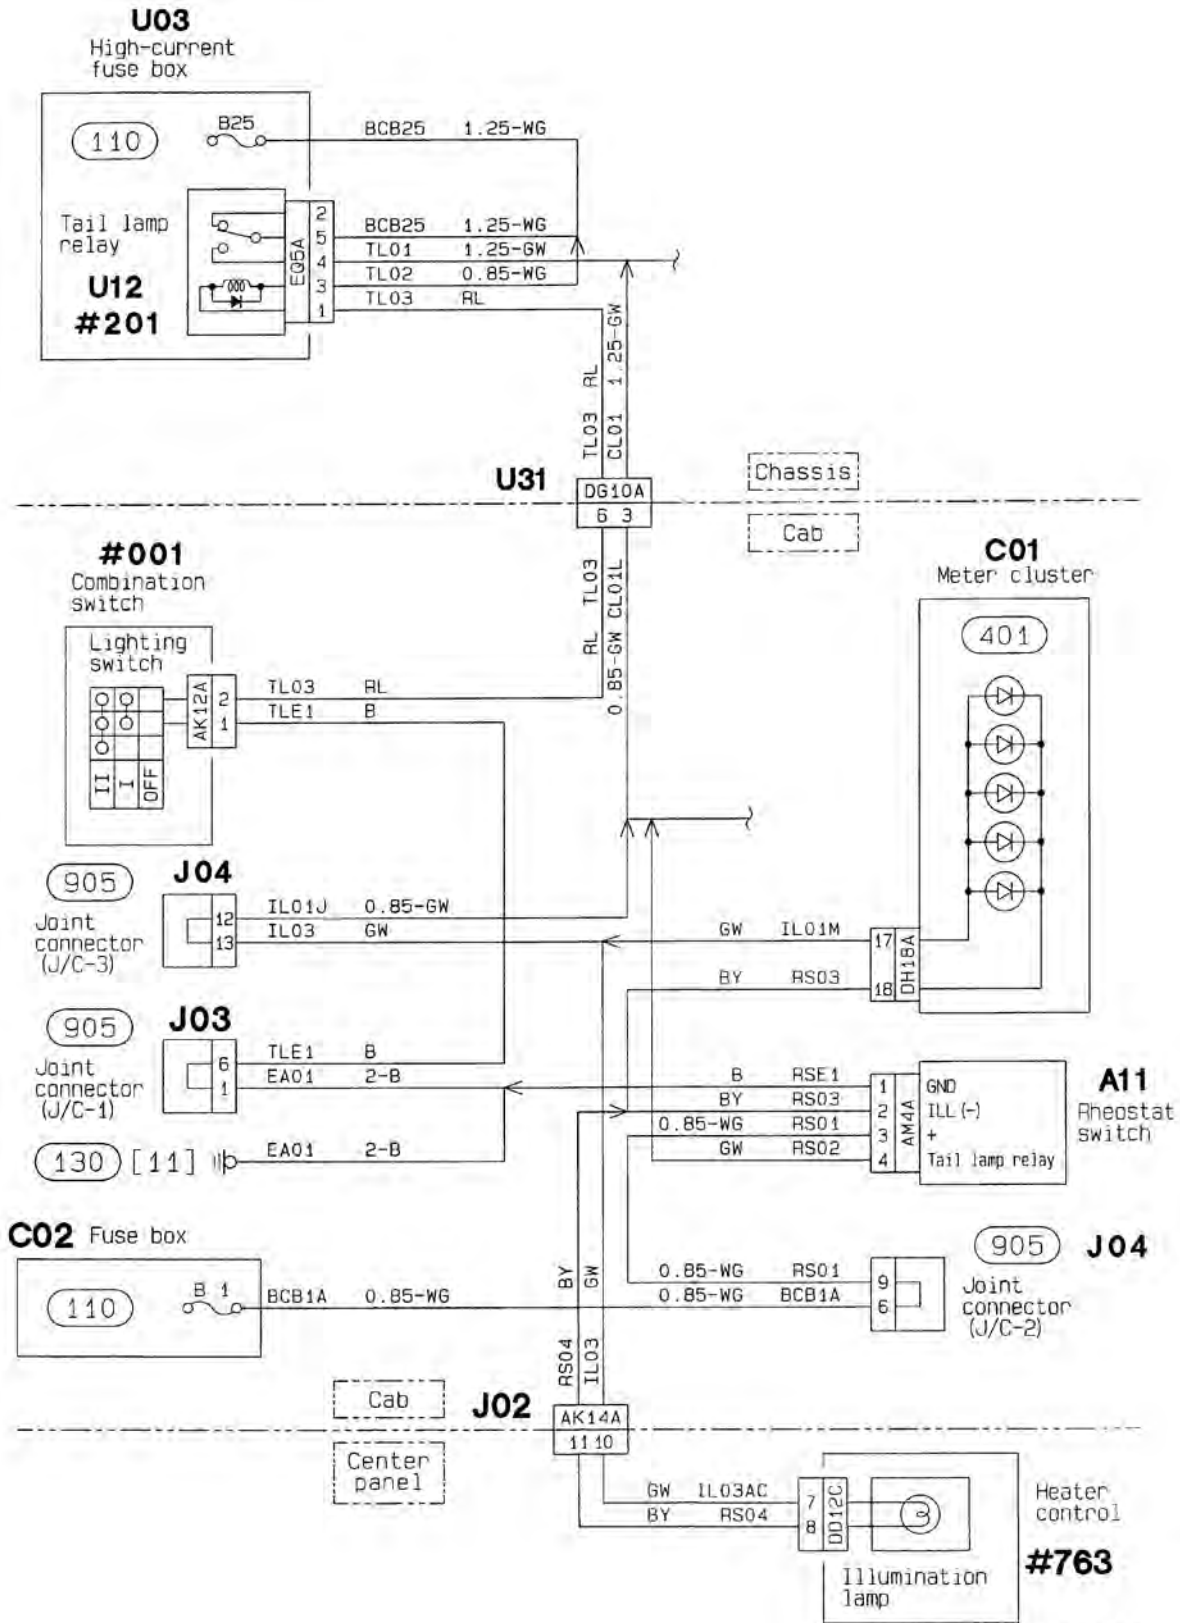 U03
High-current
fuse box
110
B25
BCB25 1.25-WG
Tail lamp
relay
U12
#201
EQ5A
2
5
4
3
1
BCB25 1.25-WG
TL01 1.25-GW
TL02 0.85-WG
TL03 RL
TL03 RL
CL01 1.25-GW
U31
DG10A
6 3
Chassis
Cab
#001
Combination
switch
Lighting
switch
II
I
OFF
AK12A
2
1
TL03 RL
TLE1 B
RL TL03
0.85-GW CL01L
C01
Meter cluster
401
905
J04
Joint
connector
(J/C-3)
12
13
IL01J 0.85-GW
IL03 GW
GW IL01M
BY RS03
17
18
DH18A
905
J03
Joint
connector
(J/C-1)
6
1
TLE1 B
EA01 2-B
B RSE1
BY RS03
0.85-WG RS01
GW RS02
1
2
3
4
AM4A
GND
ILL (-)
+
Tail lamp relay
A11
Rheostat
switch
130 [11]
EA01 2-B
C02 Fuse box
110
B 1
BCB1A 0.85-WG
0.85-WG RS01
0.85-WG BCB1A
9
6
905
J04
Joint
connector
(J/C-2)
RS04 BY
IL03 GW
Cab
J02
AK14A
11 10
Center
panel
GW IL03AC
BY RS04
7
8
DD12C
Illumination
lamp
Heater
control
#763